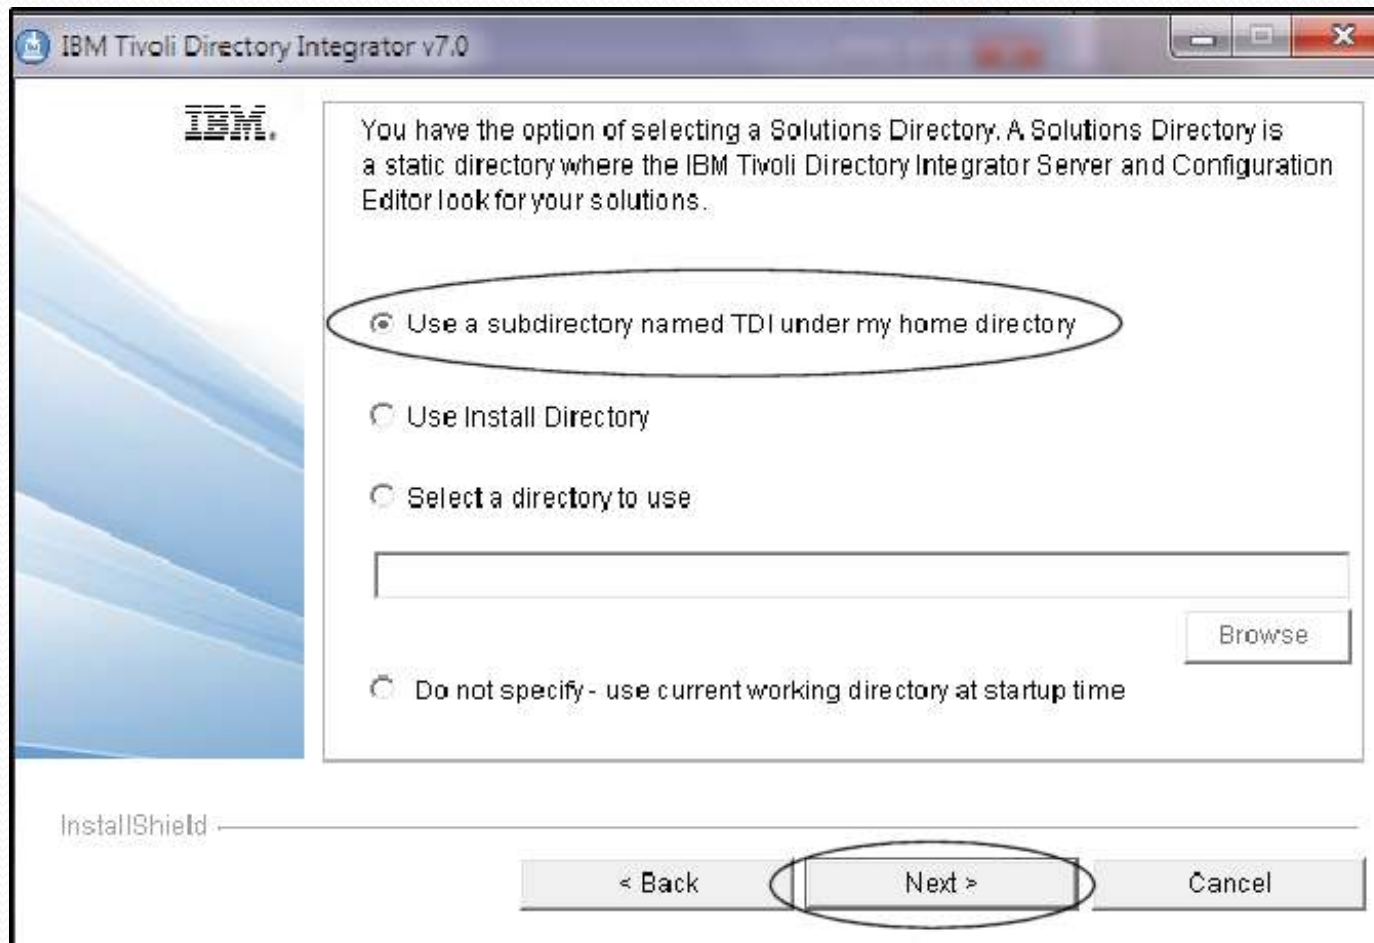 IBM Tivoli Directory Integrator v7.0
IBM.
You have the option of selecting a Solutions Directory. A Solutions Directory is
a static directory where the IBM Tivoli Directory Integrator Server and Configuration
Editor look for your solutions.
Use a subdirectory named TDI under my home directory
Use Install Directory
Select a directory to use
Browse
Do not specify - use current working directory at startup time
InstallShield
< Back
Next >
Cancel